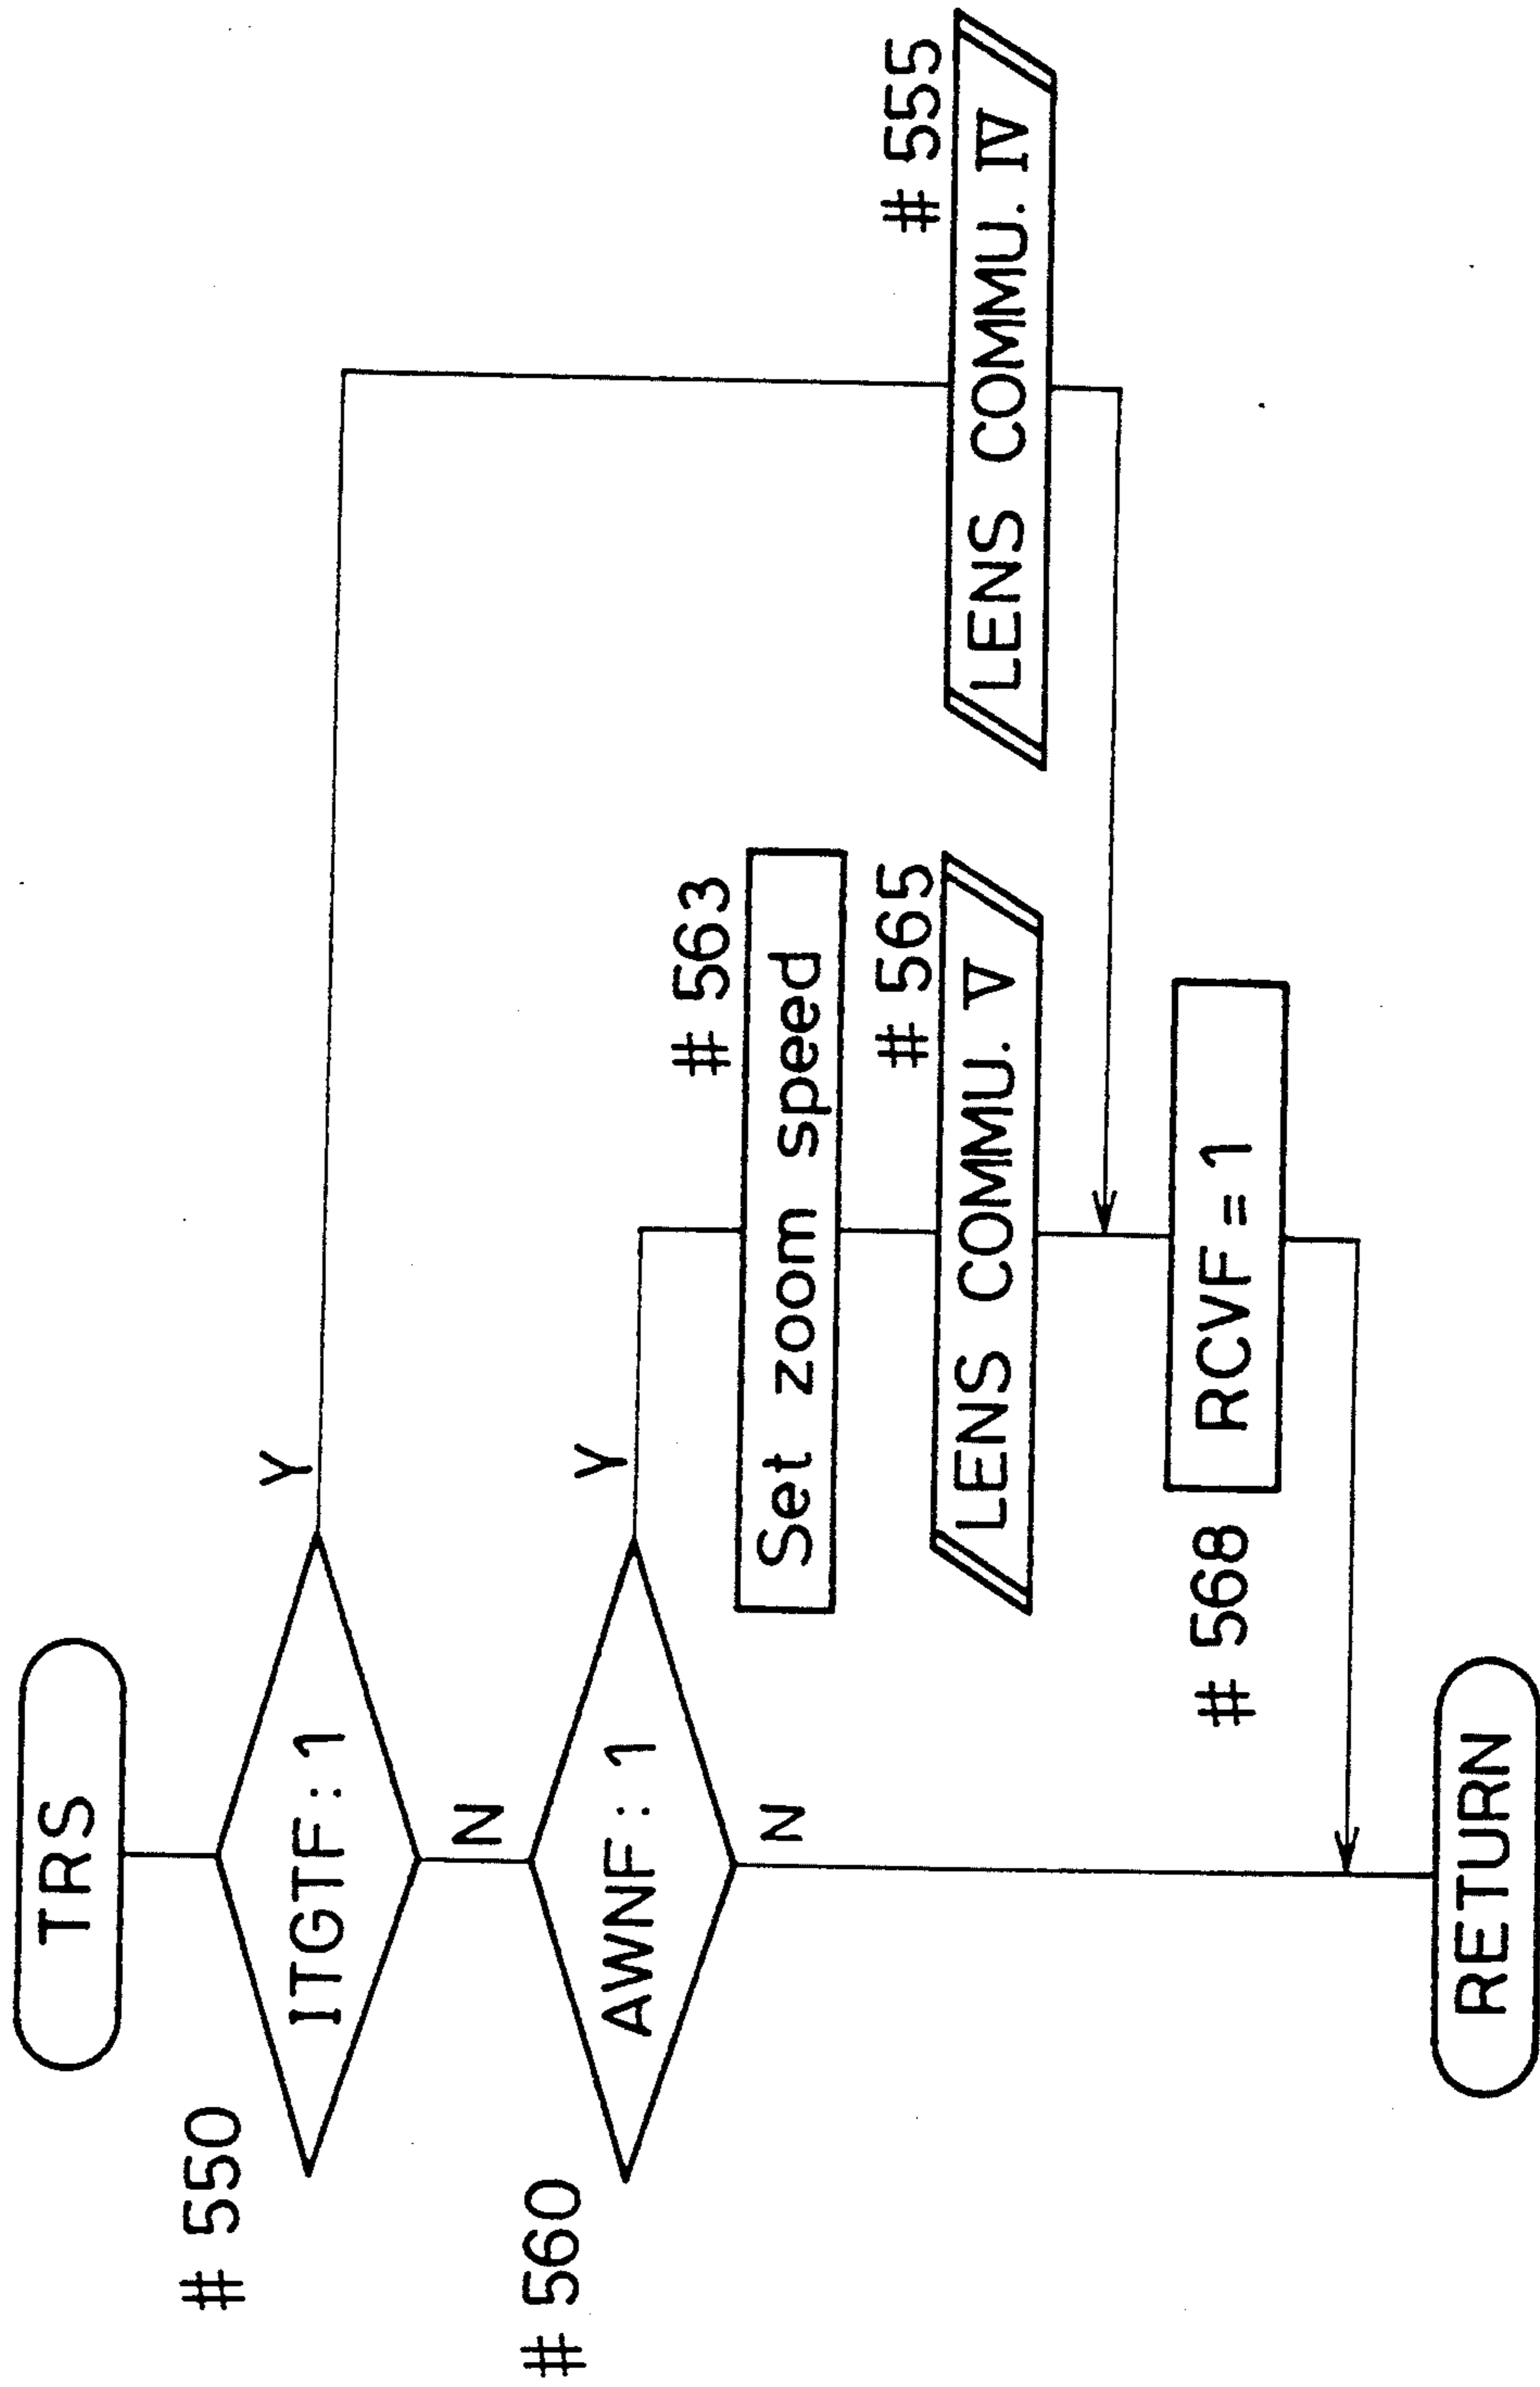 TRS
# 550
ITGTF : 1
Y
N
# 560
AWNF : 1
Y
N
# 563
Set zoom speed
# 565
LENS COMMU. V
# 555
LENS COMMU. IV
# 568
RCVF = 1
RETURN